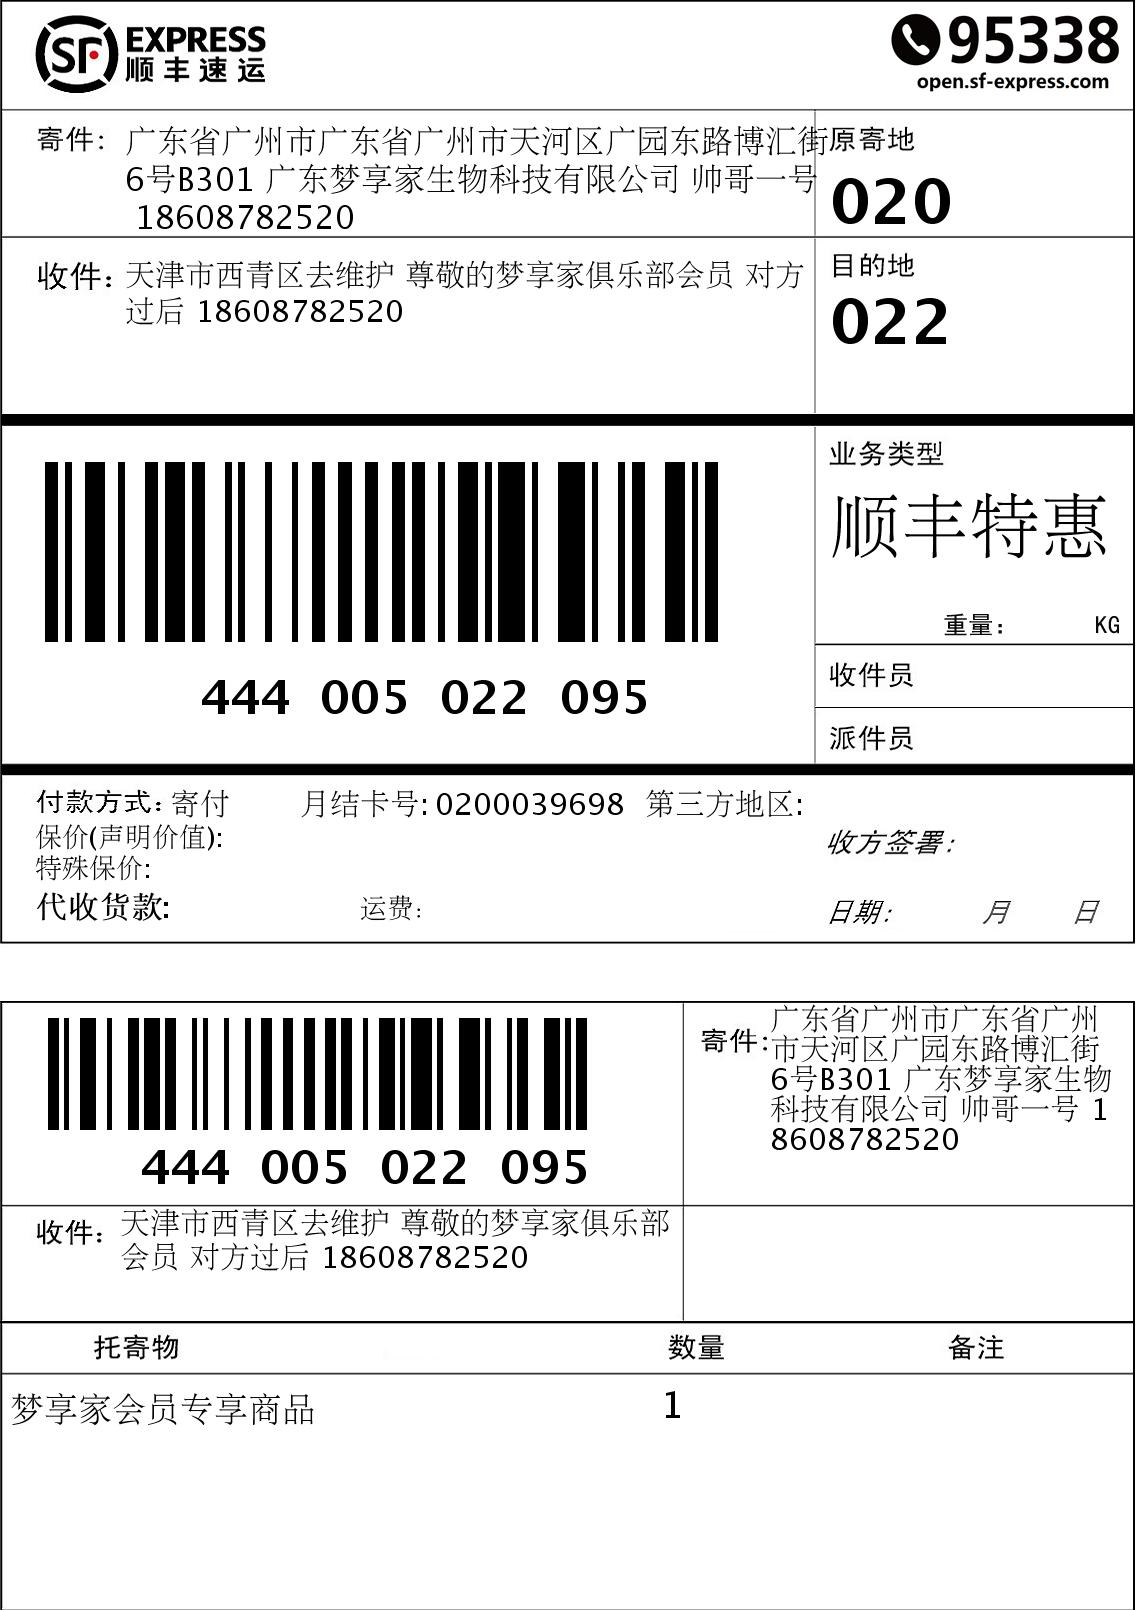 SF EXPRESS
顺丰速运
95338
open.sf-express.com
寄件: 广东省广州市广东省广州市天河区广园东路博汇街
6号B301 广东梦享家生物科技有限公司 帅哥一号
18608782520
原寄地
020
收件: 天津市西青区去维护 尊敬的梦享家俱乐部会员 对方
过后 18608782520
目的地
022
444 005 022 095
业务类型
顺丰特惠
重量: KG
收件员
派件员
付款方式: 寄付 月结卡号: 0200039698 第三方地区:
保价(声明价值):
特殊保价:
代收货款: 运费:
收方签署:
日期: 月 日
444 005 022 095
寄件: 广东省广州市广东省广州
市天河区广园东路博汇街
6号B301 广东梦享家生物
科技有限公司 帅哥一号 1
8608782520
收件: 天津市西青区去维护 尊敬的梦享家俱乐部
会员 对方过后 18608782520
托寄物 数量 备注
梦享家会员专享商品 1